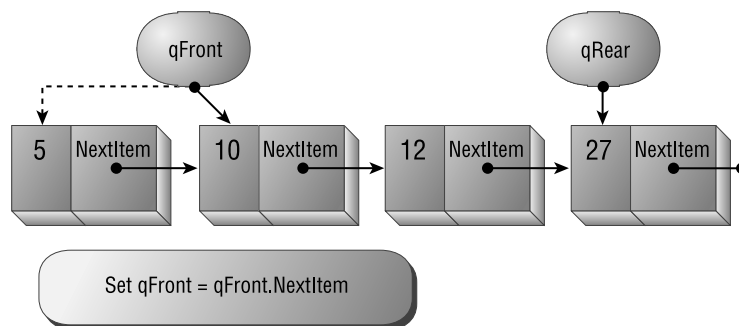 qFront
qRear
5 NextItem
10 NextItem
12 NextItem
27 NextItem
Set qFront = qFront.NextItem